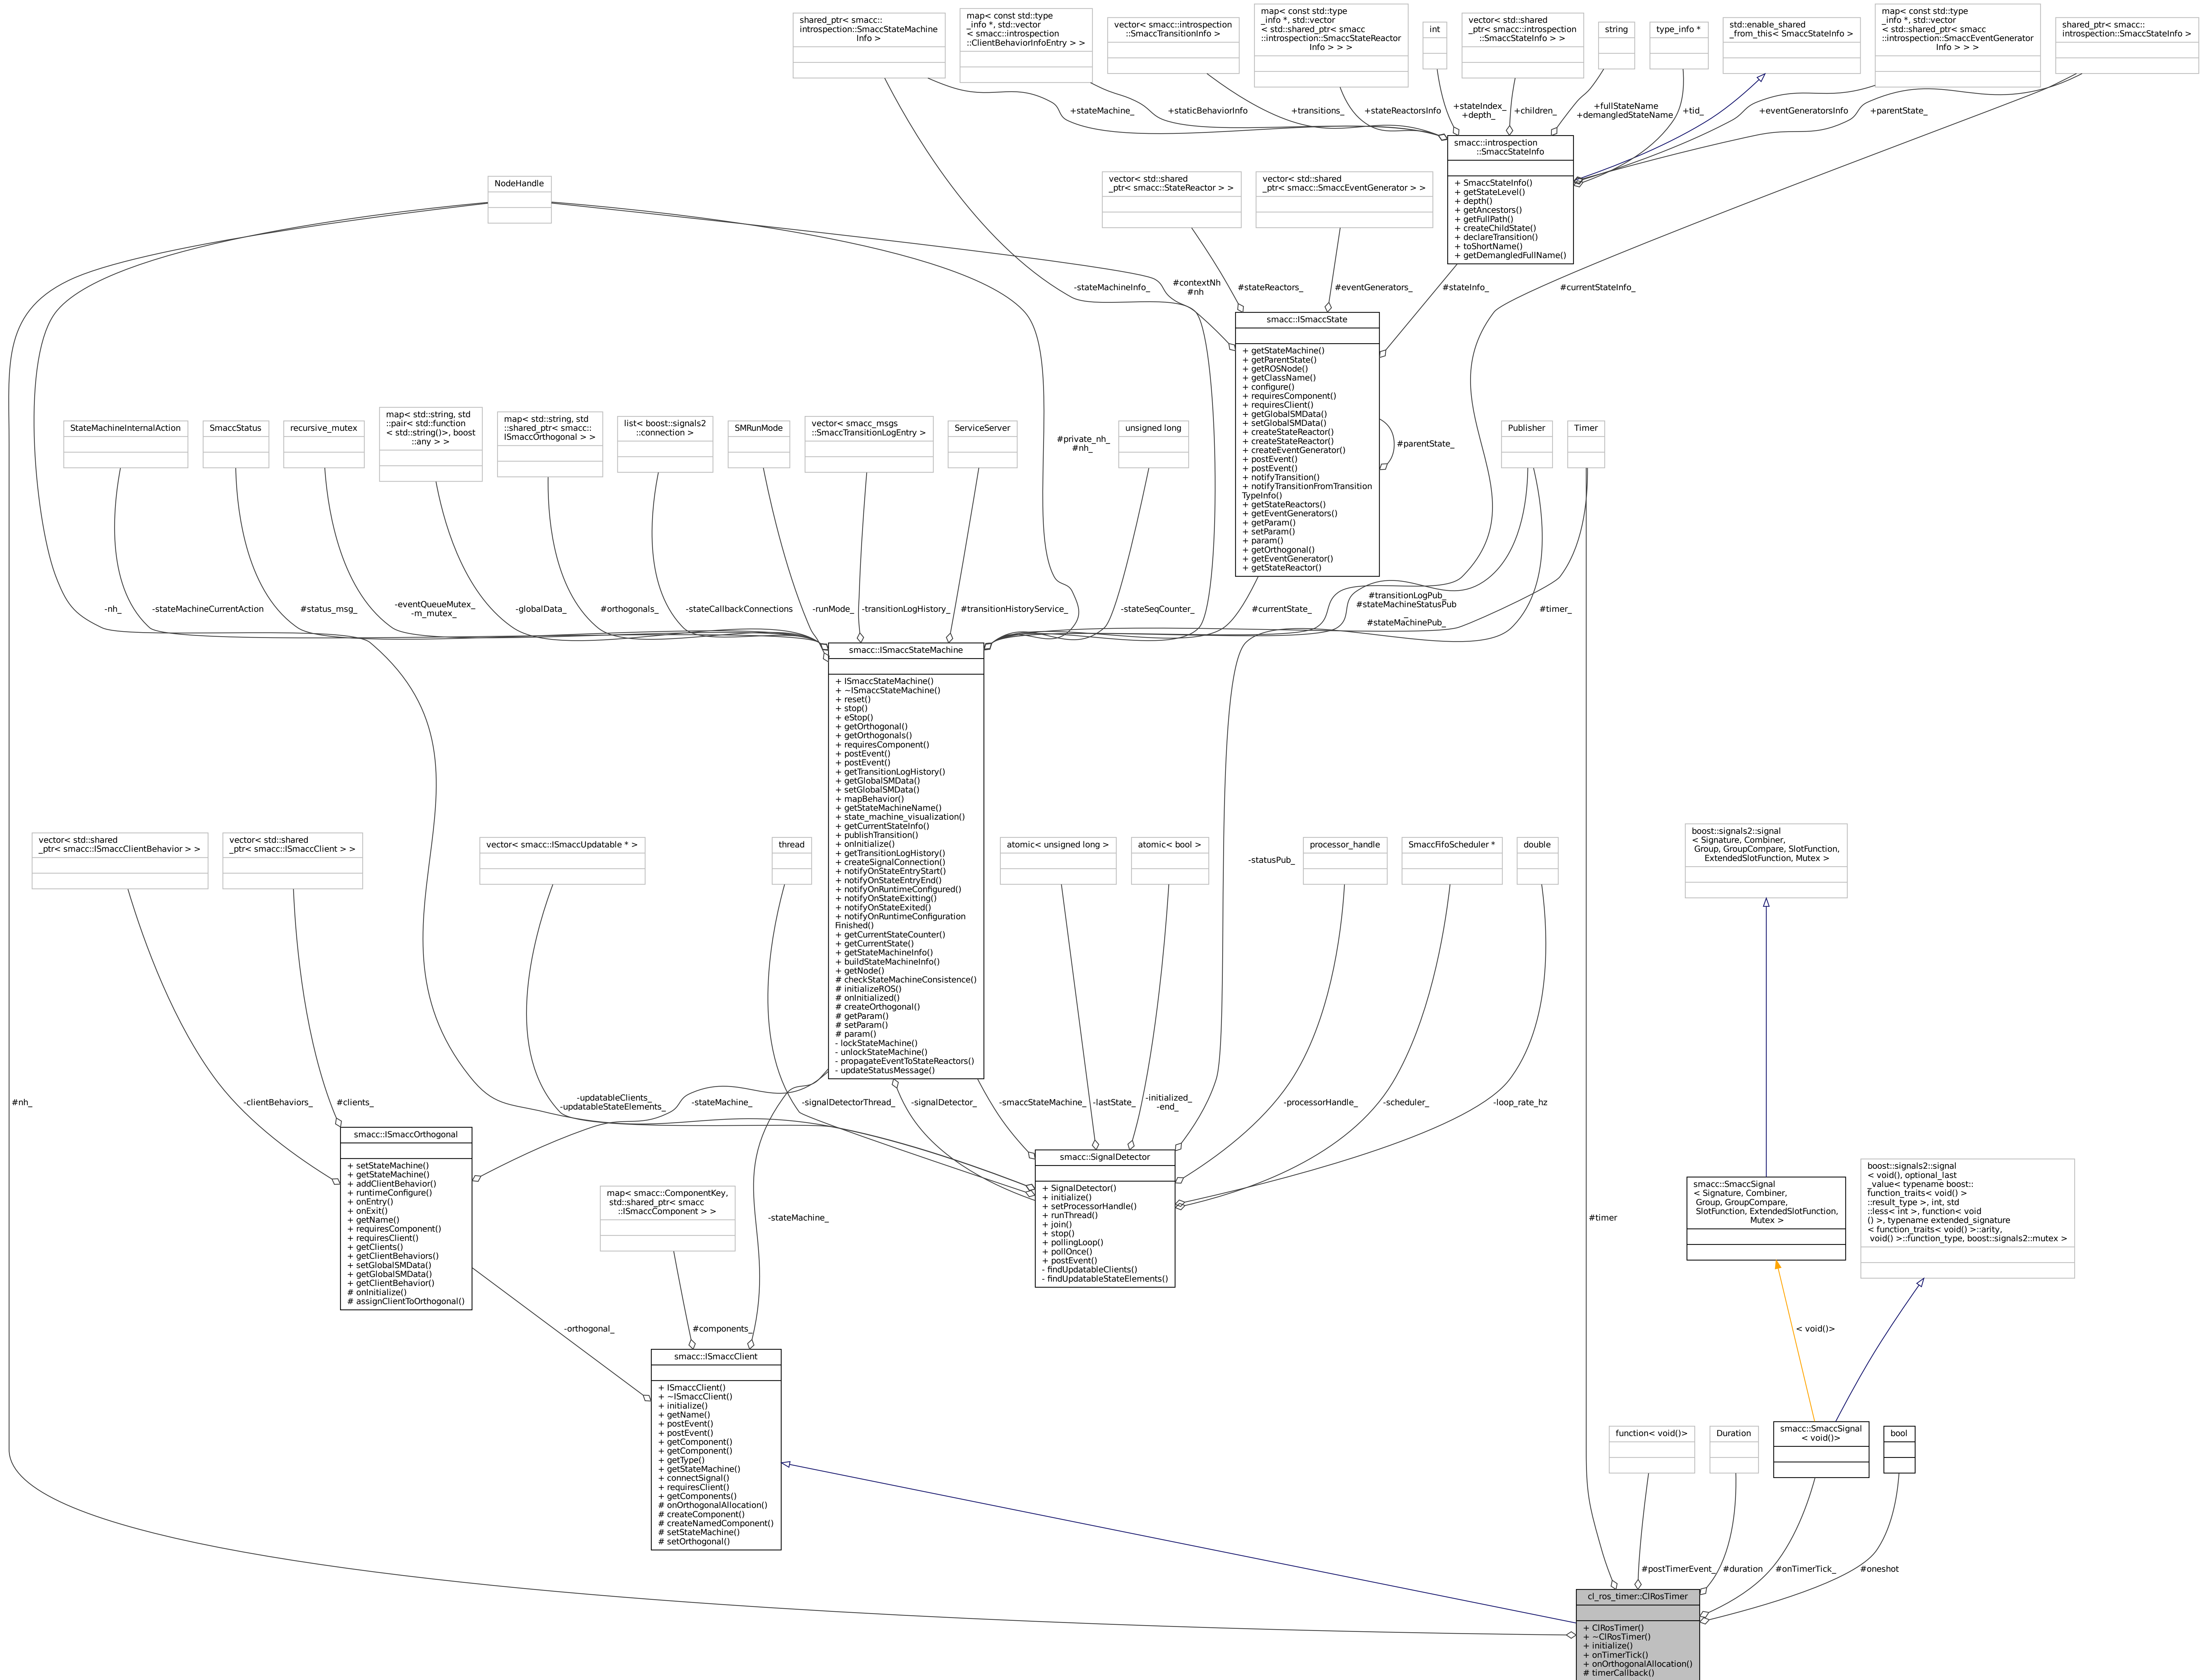 shared_ptr< smacc::
introspection::SmaccStateMachine
Info >
map< const std::type
_info *, std::vector
< smacc::introspection
::ClientBehaviorInfoEntry > >
vector< smacc::introspection
::SmaccTransitionInfo >
map< const std::type
_info *, std::vector
< std::shared_ptr< smacc
::introspection::SmaccStateReactor
Info > > >
int
vector< std::shared
_ptr< smacc::introspection
::SmaccStateInfo > >
string
type_info *
std::enable_shared
_from_this< SmaccStateInfo >
map< const std::type
_info *, std::vector
< std::shared_ptr< smacc
::introspection::SmaccEventGenerator
Info > > >
shared_ptr< smacc::
introspection::SmaccStateInfo >
+stateMachine_
+staticBehaviorInfo
+transitions_
+stateReactorsInfo
+stateIndex_
+depth_
+children_
+fullStateName
+demangledStateName
+tid_
+eventGeneratorsInfo
+parentState_
smacc::introspection
::SmaccStateInfo
+ SmaccStateInfo()
+ getStateLevel()
+ depth()
+ getAncestors()
+ getFullPath()
+ createChildState()
+ declareTransition()
+ toShortName()
+ getDemangledFullName()
NodeHandle
vector< std::shared
_ptr< smacc::StateReactor > >
vector< std::shared
_ptr< smacc::SmaccEventGenerator > >
-stateMachineInfo_
#contextNh
#nh
#stateReactors_
#eventGenerators_
#stateInfo_
#currentStateInfo_
smacc::ISmaccState
+ getStateMachine()
+ getParentState()
+ getROSNode()
+ getClassName()
+ configure()
+ requiresComponent()
+ requiresClient()
+ getGlobalSMData()
+ setGlobalSMData()
+ createStateReactor()
+ createStateReactor()
+ createEventGenerator()
+ postEvent()
+ postEvent()
+ notifyTransition()
+ notifyTransitionFromTransition
TypeInfo()
+ getStateReactors()
+ getEventGenerators()
+ getParam()
+ setParam()
+ param()
+ getOrthogonal()
+ getEventGenerator()
+ getStateReactor()
#parentState_
StateMachineInternalAction
SmaccStatus
recursive_mutex
map< std::string, std
::pair< std::function
< std::string()>, boost
::any > >
map< std::string, std
::shared_ptr< smacc::
ISmaccOrthogonal > >
list< boost::signals2
::connection >
SMRunMode
vector< smacc_msgs
::SmaccTransitionLogEntry >
ServiceServer
#private_nh_
#nh_
unsigned long
Publisher
Timer
-nh_
-stateMachineCurrentAction
#status_msg_
-eventQueueMutex_
-m_mutex_
-globalData_
#orthogonals_
-stateCallbackConnections
-runMode_
-transitionLogHistory_
#transitionHistoryService_
-stateSeqCounter_
#currentState_
#transitionLogPub_
#stateMachineStatusPub
_
#stateMachinePub_
#timer_
smacc::ISmaccStateMachine
+ ISmaccStateMachine()
+ ~ISmaccStateMachine()
+ reset()
+ stop()
+ eStop()
+ getOrthogonal()
+ getOrthogonals()
+ requiresComponent()
+ postEvent()
+ postEvent()
+ getTransitionLogHistory()
+ getGlobalSMData()
+ setGlobalSMData()
+ mapBehavior()
+ getStateMachineName()
+ state_machine_visualization()
+ getCurrentStateInfo()
+ publishTransition()
+ onInitialize()
+ getTransitionLogHistory()
+ createSignalConnection()
+ notifyOnStateEntryStart()
+ notifyOnStateEntryEnd()
+ notifyOnRuntimeConfigured()
+ notifyOnStateExitting()
+ notifyOnStateExited()
+ notifyOnRuntimeConfiguration
Finished()
+ getCurrentStateCounter()
+ getCurrentState()
+ getStateMachineInfo()
+ buildStateMachineInfo()
+ getNode()
# checkStateMachineConsistence()
# initializeROS()
# onInitialized()
# createOrthogonal()
# getParam()
# setParam()
# param()
- lockStateMachine()
- unlockStateMachine()
- propagateEventToStateReactors()
- updateStatusMessage()
vector< std::shared
_ptr< smacc::ISmaccClientBehavior > >
vector< std::shared
_ptr< smacc::ISmaccClient > >
vector< smacc::ISmaccUpdatable * >
thread
atomic< unsigned long >
atomic< bool >
-statusPub_
processor_handle
SmaccFifoScheduler *
double
boost::signals2::signal
< Signature, Combiner,
Group, GroupCompare, SlotFunction,
ExtendedSlotFunction, Mutex >
#nh_
-clientBehaviors_
#clients_
-updatableClients_
-updatableStateElements_
-stateMachine_
-signalDetectorThread_
-signalDetector_
-smaccStateMachine_
-lastState_
-initialized_
-end_
-processorHandle_
-scheduler_
-loop_rate_hz
smacc::ISmaccOrthogonal
+ setStateMachine()
+ getStateMachine()
+ addClientBehavior()
+ runtimeConfigure()
+ onEntry()
+ onExit()
+ getName()
+ requiresComponent()
+ requiresClient()
+ getClients()
+ getClientBehaviors()
+ setGlobalSMData()
+ getGlobalSMData()
+ getClientBehavior()
# onInitialize()
# assignClientToOrthogonal()
map< smacc::ComponentKey,
std::shared_ptr< smacc
::ISmaccComponent > >
-stateMachine_
smacc::SignalDetector
+ SignalDetector()
+ initialize()
+ setProcessorHandle()
+ runThread()
+ join()
+ stop()
+ pollingLoop()
+ pollOnce()
+ postEvent()
- findUpdatableClients()
- findUpdatableStateElements()
#timer
smacc::SmaccSignal
< Signature, Combiner,
Group, GroupCompare,
SlotFunction, ExtendedSlotFunction,
Mutex >
boost::signals2::signal
< void(), optional_last
_value< typename boost::
function_traits< void() >
::result_type >, int, std
::less< int >, function< void
() >, typename extended_signature
< function_traits< void() >::arity,
void() >::function_type, boost::signals2::mutex >
-orthogonal_
#components_
< void()>
smacc::ISmaccClient
+ ISmaccClient()
+ ~ISmaccClient()
+ initialize()
+ getName()
+ postEvent()
+ postEvent()
+ getComponent()
+ getComponent()
+ getType()
+ getStateMachine()
+ connectSignal()
+ requiresClient()
+ getComponents()
# onOrthogonalAllocation()
# createComponent()
# createNamedComponent()
# setStateMachine()
# setOrthogonal()
function< void()>
Duration
smacc::SmaccSignal
< void()>
bool
#postTimerEvent_
#duration
#onTimerTick_
#oneshot
cl_ros_timer::ClRosTimer
+ ClRosTimer()
+ ~ClRosTimer()
+ initialize()
+ onTimerTick()
+ onOrthogonalAllocation()
# timerCallback()